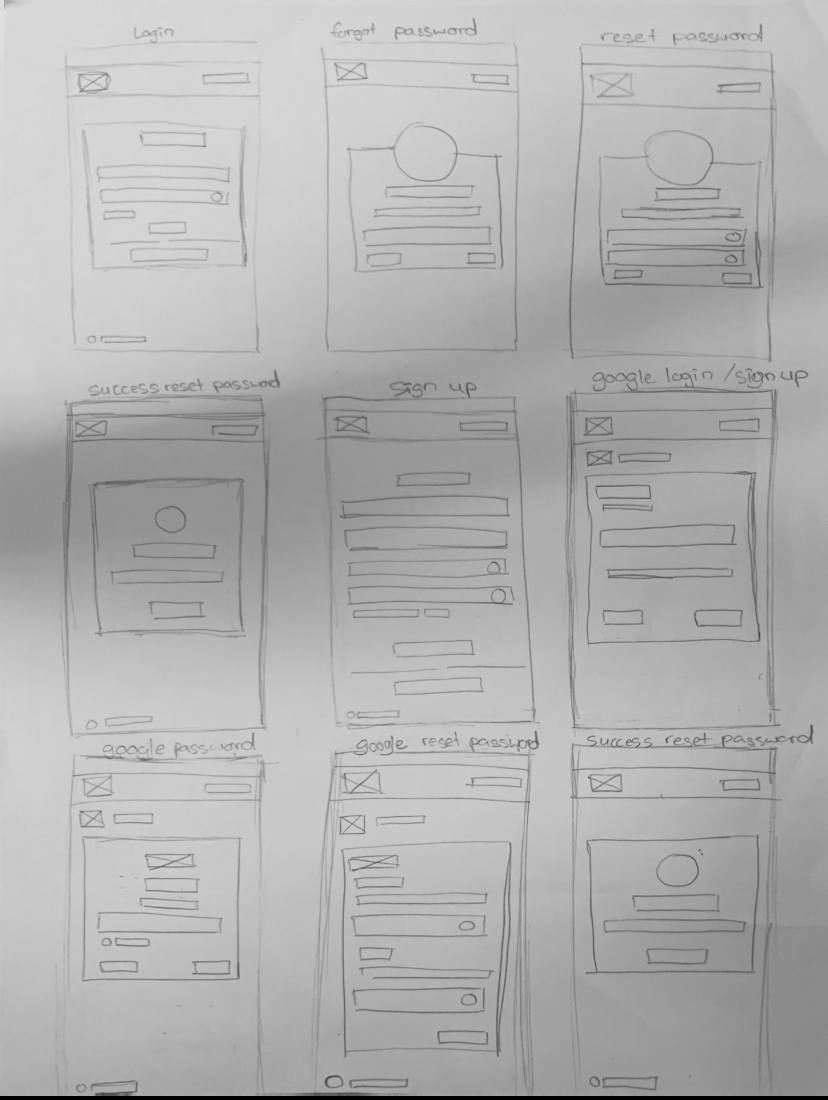 Login
forgot password
reset password
success reset password
sign up
google login / sign up
google password
google reset password
success reset password